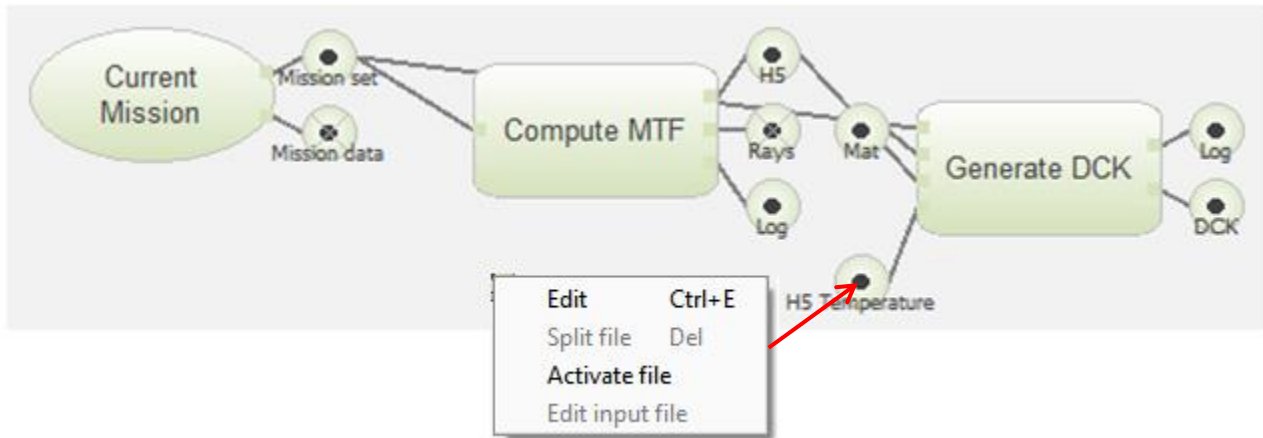 Current
Mission
Mission set
Mission data
Compute MTF
H5
Rays
Log
Mat
H5 Temperature
Generate DCK
Log
DCK
Edit Ctrl+E
Split file Del
Activate file
Edit input file